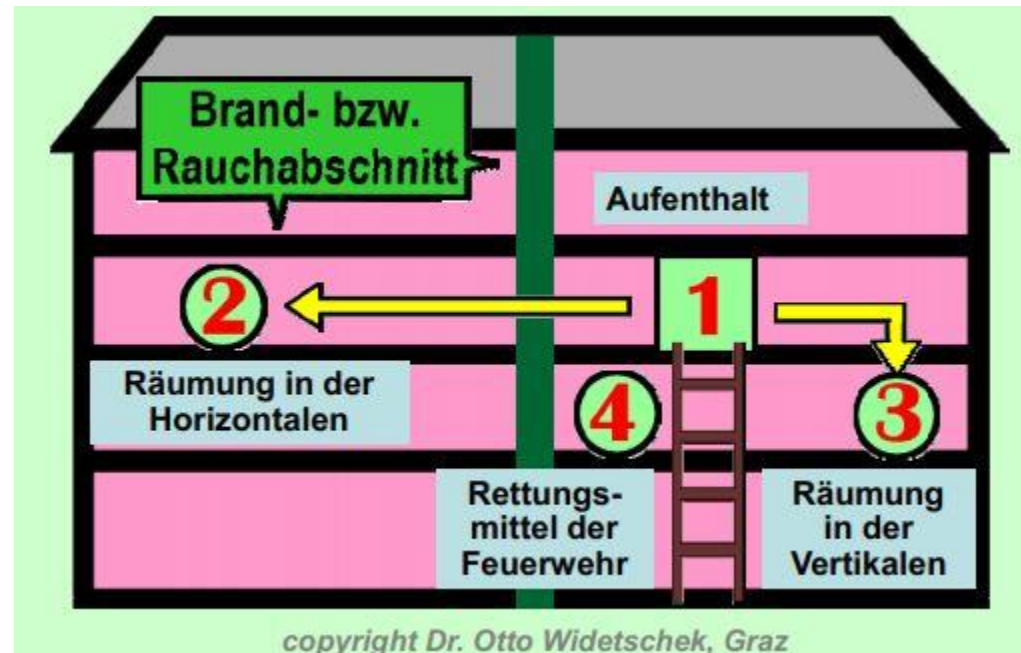 Brand- bzw.
Rauchabschnitt
Aufenthalt
2
1
Räumung in der
Horizontalen
4
3
Rettungs-
mittel der
Feuerwehr
Räumung
in der
Vertikalen
copyright Dr. Otto Widetschek, Graz